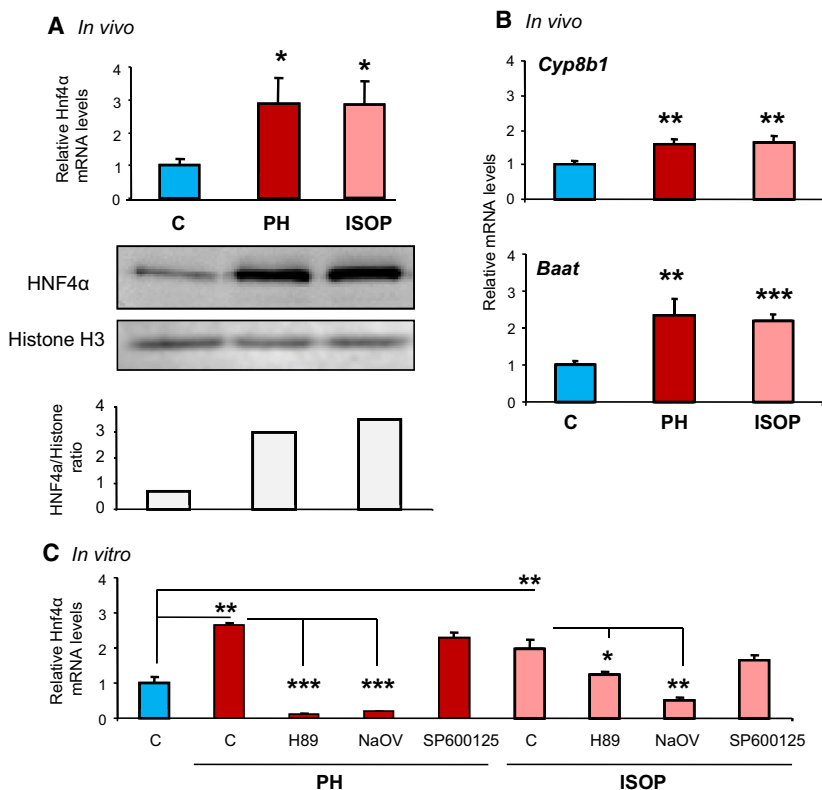 A In vivo
Relative Hnf4α mRNA levels
4
3
2
1
0
* *
C PH ISOP
HNF4α
Histone H3
HNF4a/Histone ratio
4
3
2
1
0
B In vivo
Relative mRNA levels
Cyp8b1
4
3
2
1
0
** **
Baat
4
3
2
1
0
** ***
C PH ISOP
C In vitro
Relative Hnf4α mRNA levels
4
3
2
1
0
** *** *** ** * **
C C H89 NaOV SP600125 C H89 NaOV SP600125
PH ISOP